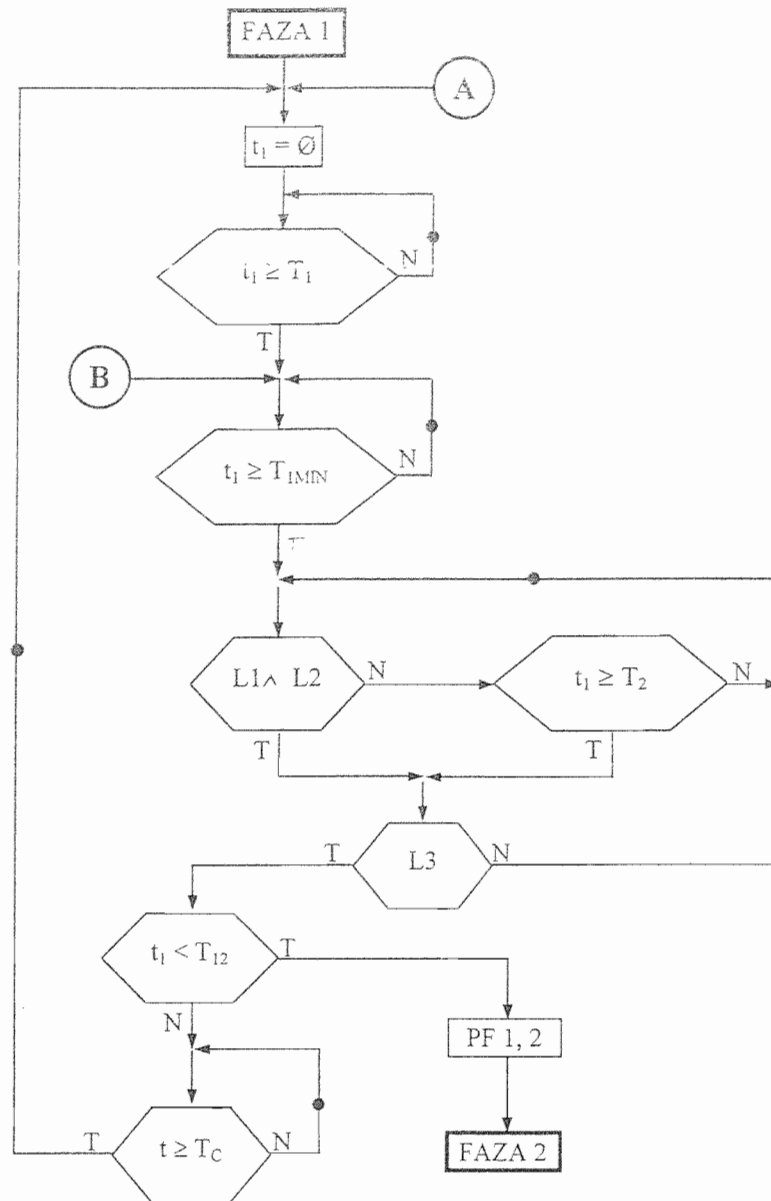 FAZA 1
A
t₁ = Ø
t₁ ≥ T₁
N
T
B
t₁ ≥ T₁MIN
N
T
L1∧ L2
N
t₁ ≥ T₂
N
T
T
T
L3
N
t₁ < T₁₂
T
N
PF 1, 2
T
t ≥ T_C
N
FAZA 2